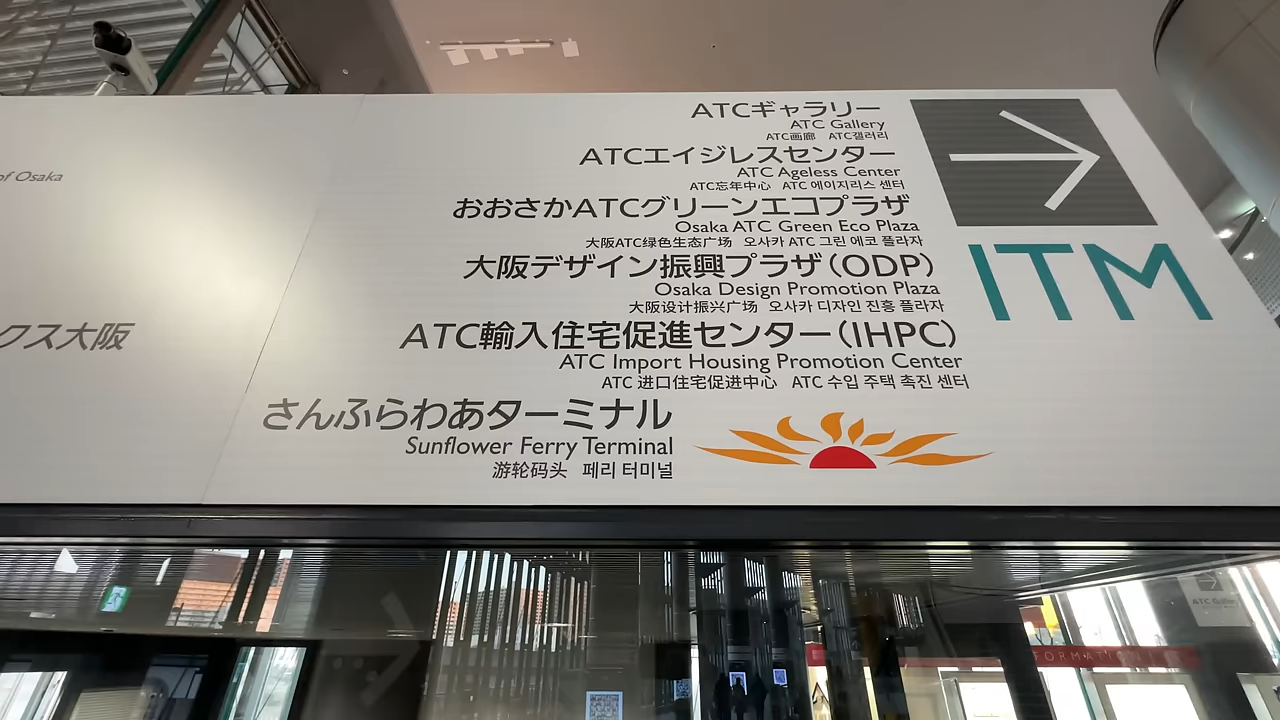 of Osaka
クス大阪
ATCギャラリー
ATC Gallery
ATC画廊 ATC갤러리
ATCエイジレスセンター
ATC Ageless Center
ATC忘年中心 ATC 에이지리스 센터
おおさかATCグリーンエコプラザ
Osaka ATC Green Eco Plaza
大阪ATC绿色生态广场 오사카 ATC 그린 에코 플라자
大阪デザイン振興プラザ(ODP)
Osaka Design Promotion Plaza
大阪设计振兴广场 오사카 디자인 진흥 플라자
ATC輸入住宅促進センター(IHPC)
ATC Import Housing Promotion Center
ATC 进口住宅促进中心 ATC 수입 주택 촉진 센터
ITM
さんふらわあターミナル
Sunflower Ferry Terminal
游轮码头 페리 터미널
ATC Gallery
FORMATION